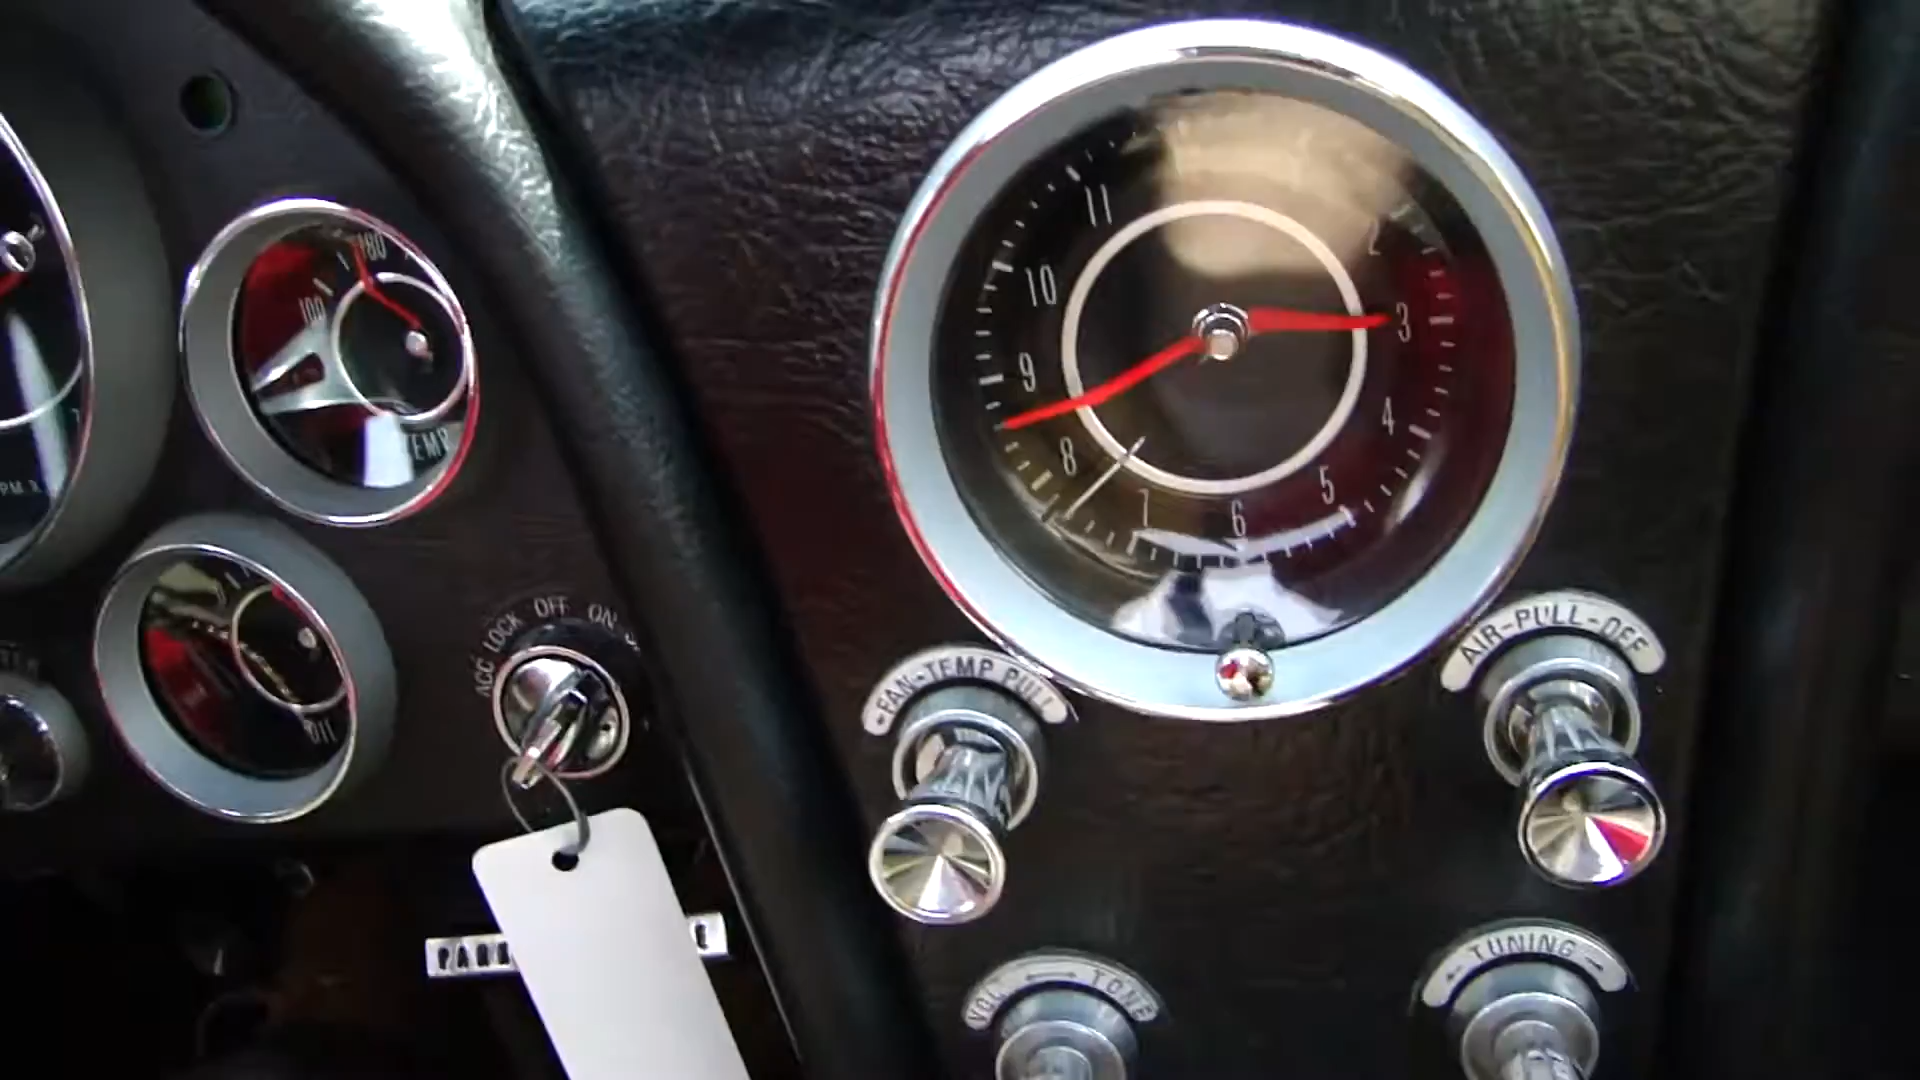 180
100
TEMP
OIL
ACC LOCK OFF ON
11
10
9
8
7
6
5
4
3
2
FAN-TEMP PULL
AIR-PULL-OFF
VOL. ⟷ TONE
← TUNING →